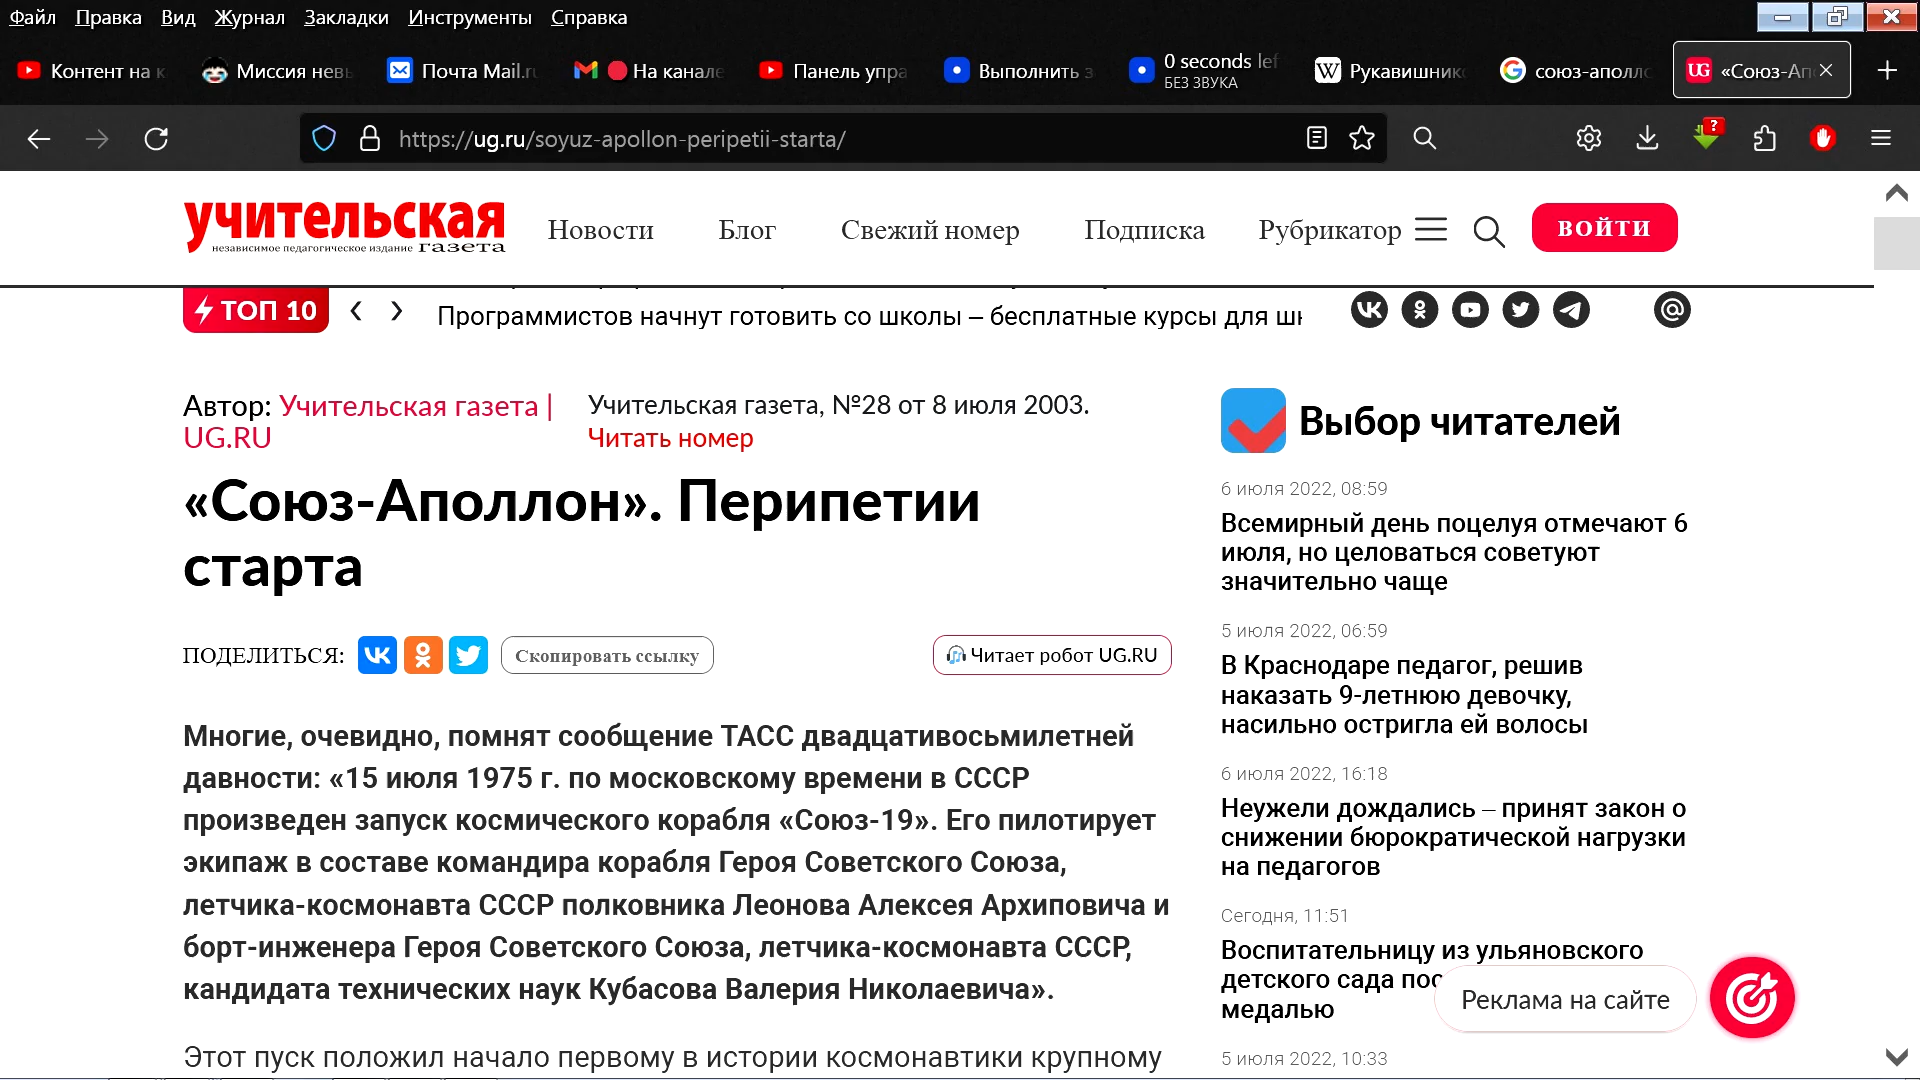 Файл Правка Вид Журнал Закладки Инструменты Справка
Контент на к
Миссия невы
Почта Mail.ru
На канале
Панель упра
Выполнить з
0 seconds lef
БЕЗ ЗВУКА
Рукавишнико
союз-аполло
«Союз-Ап
https://ug.ru/soyuz-apollon-peripetii-starta/
учительская
независимое педагогическое издание газета
Новости Блог Свежий номер Подписка Рубрикатор
ВОЙТИ
ТОП 10
Программистов начнут готовить со школы – бесплатные курсы для шк
Автор: Учительская газета |
UG.RU
Учительская газета, №28 от 8 июля 2003.
Читать номер
«Союз-Аполлон». Перипетии
старта
ПОДЕЛИТЬСЯ:
Скопировать ссылку
Читает робот UG.RU
Многие, очевидно, помнят сообщение ТАСС двадцативосьмилетней
давности: «15 июля 1975 г. по московскому времени в СССР
произведен запуск космического корабля «Союз-19». Его пилотирует
экипаж в составе командира корабля Героя Советского Союза,
летчика-космонавта СССР полковника Леонова Алексея Архиповича и
борт-инженера Героя Советского Союза, летчика-космонавта СССР,
кандидата технических наук Кубасова Валерия Николаевича».
Этот пуск положил начало первому в истории космонавтики крупному
Выбор читателей
6 июля 2022, 08:59
Всемирный день поцелуя отмечают 6
июля, но целоваться советуют
значительно чаще
5 июля 2022, 06:59
В Краснодаре педагог, решив
наказать 9-летнюю девочку,
насильно остригла ей волосы
6 июля 2022, 16:18
Неужели дождались – принят закон о
снижении бюрократической нагрузки
на педагогов
Сегодня, 11:51
Воспитательницу из ульяновского
детского сада пос
медалью
Реклама на сайте
5 июля 2022, 10:33